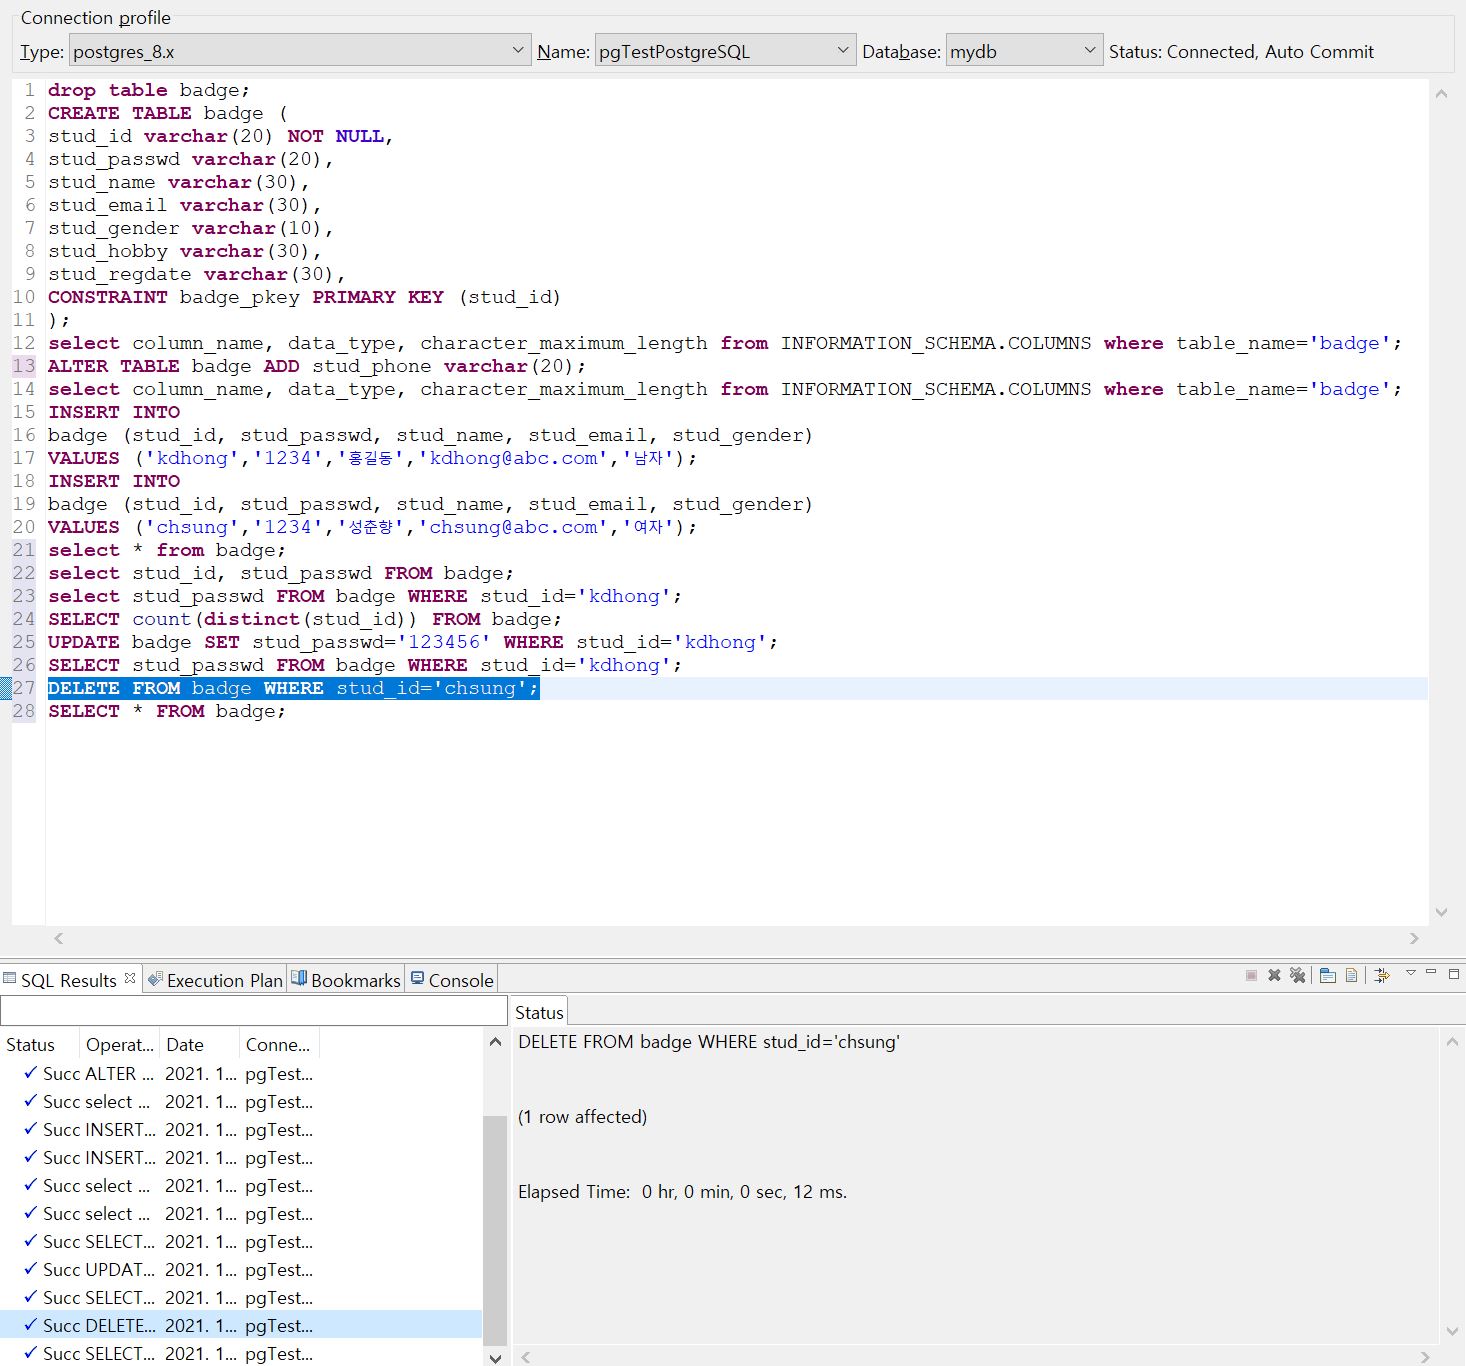 Connection profile
Type: postgres_8.x Name: pgTestPostgreSQL Database: mydb Status: Connected, Auto Commit
1 drop table badge;
2 CREATE TABLE badge (
3 stud_id varchar(20) NOT NULL,
4 stud_passwd varchar(20),
5 stud_name varchar(30),
6 stud_email varchar(30),
7 stud_gender varchar(10),
8 stud_hobby varchar(30),
9 stud_regdate varchar(30),
10 CONSTRAINT badge_pkey PRIMARY KEY (stud_id)
11 );
12 select column_name, data_type, character_maximum_length from INFORMATION_SCHEMA.COLUMNS where table_name='badge';
13 ALTER TABLE badge ADD stud_phone varchar(20);
14 select column_name, data_type, character_maximum_length from INFORMATION_SCHEMA.COLUMNS where table_name='badge';
15 INSERT INTO
16 badge (stud_id, stud_passwd, stud_name, stud_email, stud_gender)
17 VALUES ('kdhong','1234','홍길동','kdhong@abc.com','남자');
18 INSERT INTO
19 badge (stud_id, stud_passwd, stud_name, stud_email, stud_gender)
20 VALUES ('chsung','1234','성춘향','chsung@abc.com','여자');
21 select * from badge;
22 select stud_id, stud_passwd FROM badge;
23 select stud_passwd FROM badge WHERE stud_id='kdhong';
24 SELECT count(distinct(stud_id)) FROM badge;
25 UPDATE badge SET stud_passwd='123456' WHERE stud_id='kdhong';
26 SELECT stud_passwd FROM badge WHERE stud_id='kdhong';
27 DELETE FROM badge WHERE stud_id='chsung';
28 SELECT * FROM badge;
SQL Results Execution Plan Bookmarks Console
Status Operat... Date Conne...
Succ ALTER ... 2021. 1... pgTest...
Succ select ... 2021. 1... pgTest...
Succ INSERT... 2021. 1... pgTest...
Succ INSERT... 2021. 1... pgTest...
Succ select ... 2021. 1... pgTest...
Succ select ... 2021. 1... pgTest...
Succ SELECT... 2021. 1... pgTest...
Succ UPDAT... 2021. 1... pgTest...
Succ SELECT... 2021. 1... pgTest...
Succ DELETE... 2021. 1... pgTest...
Succ SELECT... 2021. 1... pgTest...
Status
DELETE FROM badge WHERE stud_id='chsung'
(1 row affected)
Elapsed Time:  0 hr, 0 min, 0 sec, 12 ms.